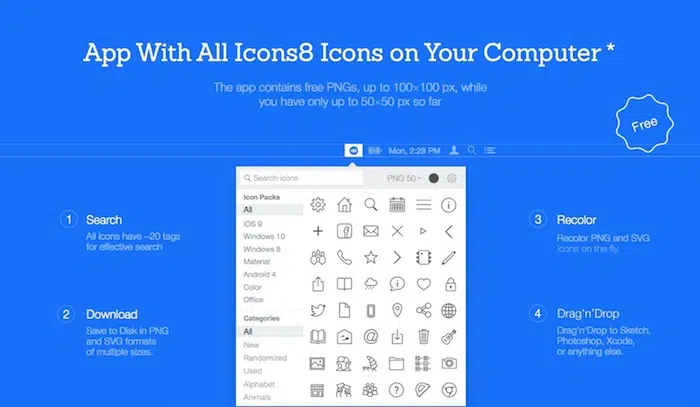 App With All Icons8 Icons on Your Computer *
The app contains free PNGs, up to 100×100 px, while
you have only up to 50×50 px so far
Free
Mon, 2:28 PM
Search icons
PNG 50
Icon Packs
All
iOS 9
Windows 10
Windows 8
Material
Android 4
Color
Office
Categories
All
New
Randomized
Used
Alphabet
Animals
1 Search
All icons have ~20 tags
for effective search
2 Download
Save to Disk in PNG
and SVG formats
of multiple sizes.
3 Recolor
Recolor PNG and SVG
icons on the fly.
4 Drag'n'Drop
Drag'n'Drop to Sketch,
Photoshop, Xcode,
or anything else.